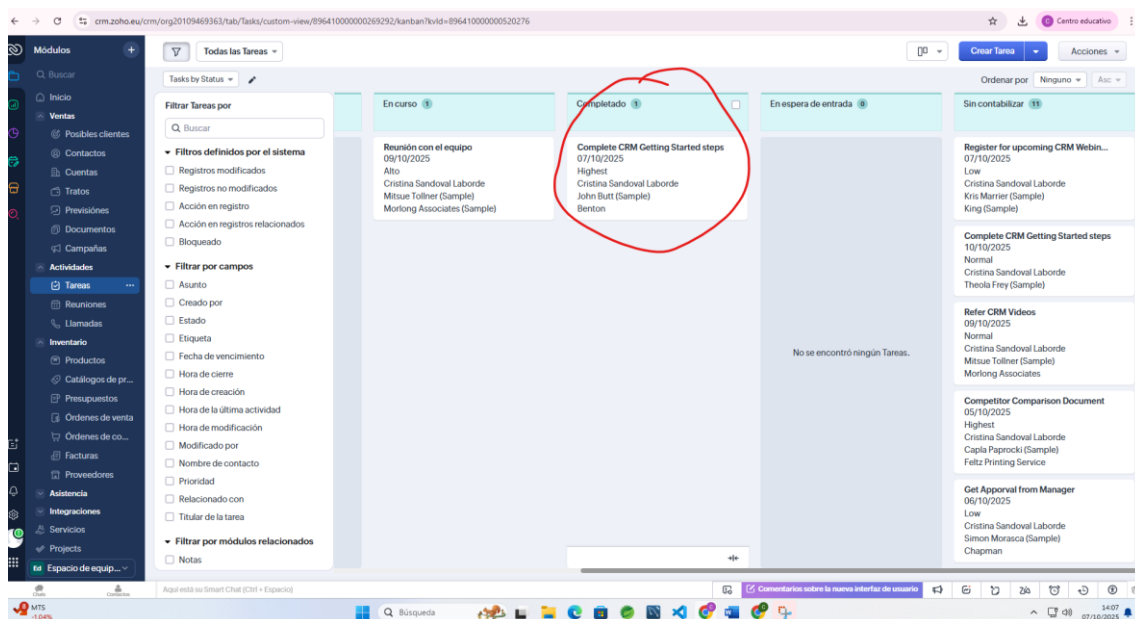 crm.zoho.eu/crm/org20109469363/tab/Tasks/custom-view/896410000000269292/kanban?kvId=896410000000520276
Centro educativo
Módulos
Todas las Tareas
Crear Tarea
Acciones
Buscar
Tasks by Status
Ordenar por
Ninguno
Asc
Inicio
Ventas
Posibles clientes
Contactos
Cuentas
Tratos
Previsiónes
Documentos
Campañas
Actividades
Tareas
Reuniones
Llamadas
Inventario
Productos
Catálogos de pr...
Presupuestos
Órdenes de venta
Órdenes de co...
Facturas
Proveedores
Asistencia
Integraciones
Servicios
Projects
Ed Espacio de equip...
Filtrar Tareas por
Buscar
Filtros definidos por el sistema
Registros modificados
Registros no modificados
Acción en registro
Acción en registros relacionados
Bloqueado
Filtrar por campos
Asunto
Creado por
Estado
Etiqueta
Fecha de vencimiento
Hora de cierre
Hora de creación
Hora de la última actividad
Hora de modificación
Modificado por
Nombre de contacto
Prioridad
Relacionado con
Titular de la tarea
Filtrar por módulos relacionados
Notas
En curso 1
Reunión con el equipo
09/10/2025
Alto
Cristina Sandoval Laborde
Mitsue Tollner (Sample)
Morlong Associates (Sample)
Completado 1
Complete CRM Getting Started steps
07/10/2025
Highest
Cristina Sandoval Laborde
John Butt (Sample)
Benton
En espera de entrada 0
No se encontró ningún Tareas.
Sin contabilizar 11
Register for upcoming CRM Webin...
07/10/2025
Low
Cristina Sandoval Laborde
Kris Marrier (Sample)
King (Sample)
Complete CRM Getting Started steps
10/10/2025
Normal
Cristina Sandoval Laborde
Theola Frey (Sample)
Refer CRM Videos
09/10/2025
Normal
Cristina Sandoval Laborde
Mitsue Tollner (Sample)
Morlong Associates
Competitor Comparison Document
05/10/2025
Highest
Cristina Sandoval Laborde
Capla Paprocki (Sample)
Feltz Printing Service
Get Apporval from Manager
06/10/2025
Low
Cristina Sandoval Laborde
Simon Morasca (Sample)
Chapman
Chats
Contactos
Aquí está su Smart Chat (Ctrl + Espacio)
Comentarios sobre la nueva interfaz de usuario
MTS
-1.04%
Búsqueda
14:07
07/10/2025